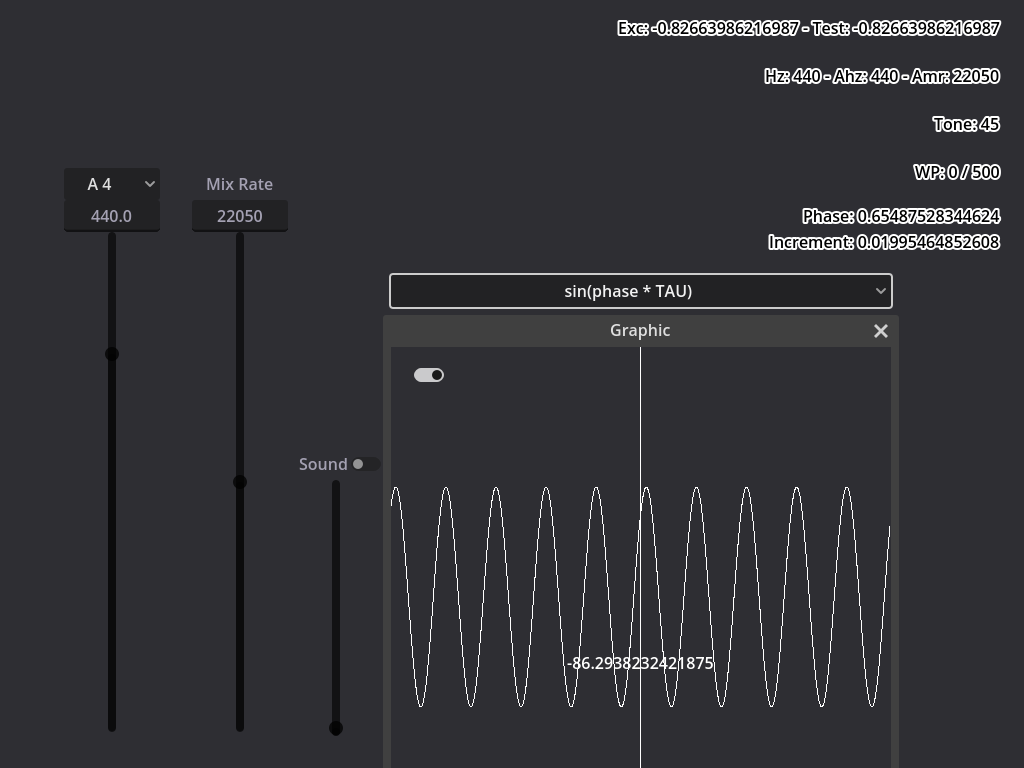 Exc: -0.82663986216987 - Test: -0.82663986216987
Hz: 440 - Ahz: 440 - Amr: 22050
Tone: 45
WP: 0 / 500
A 4
Mix Rate
440.0
22050
Phase: 0.65487528344624
Increment: 0.01995464852608
sin(phase * TAU)
Graphic
Sound
-86.2938232421875